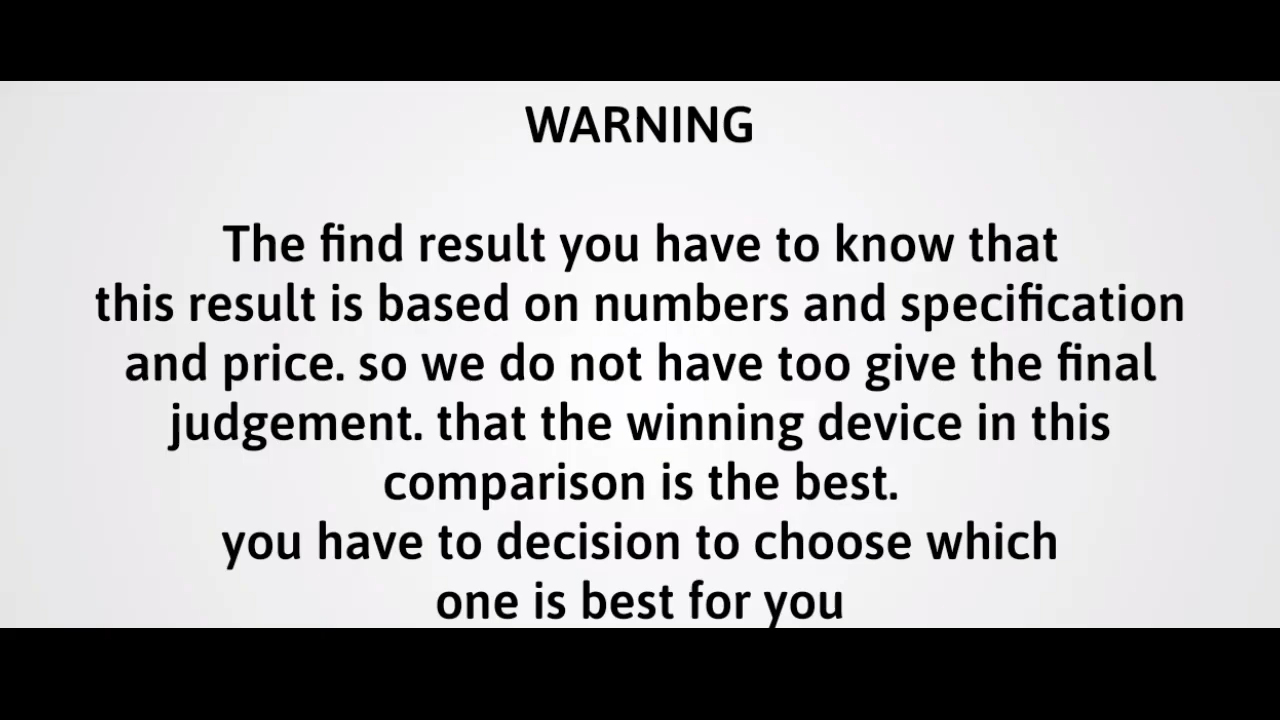 WARNING
The find result you have to know that
this result is based on numbers and specification
and price. so we do not have too give the final
judgement. that the winning device in this
comparison is the best.
you have to decision to choose which
one is best for you